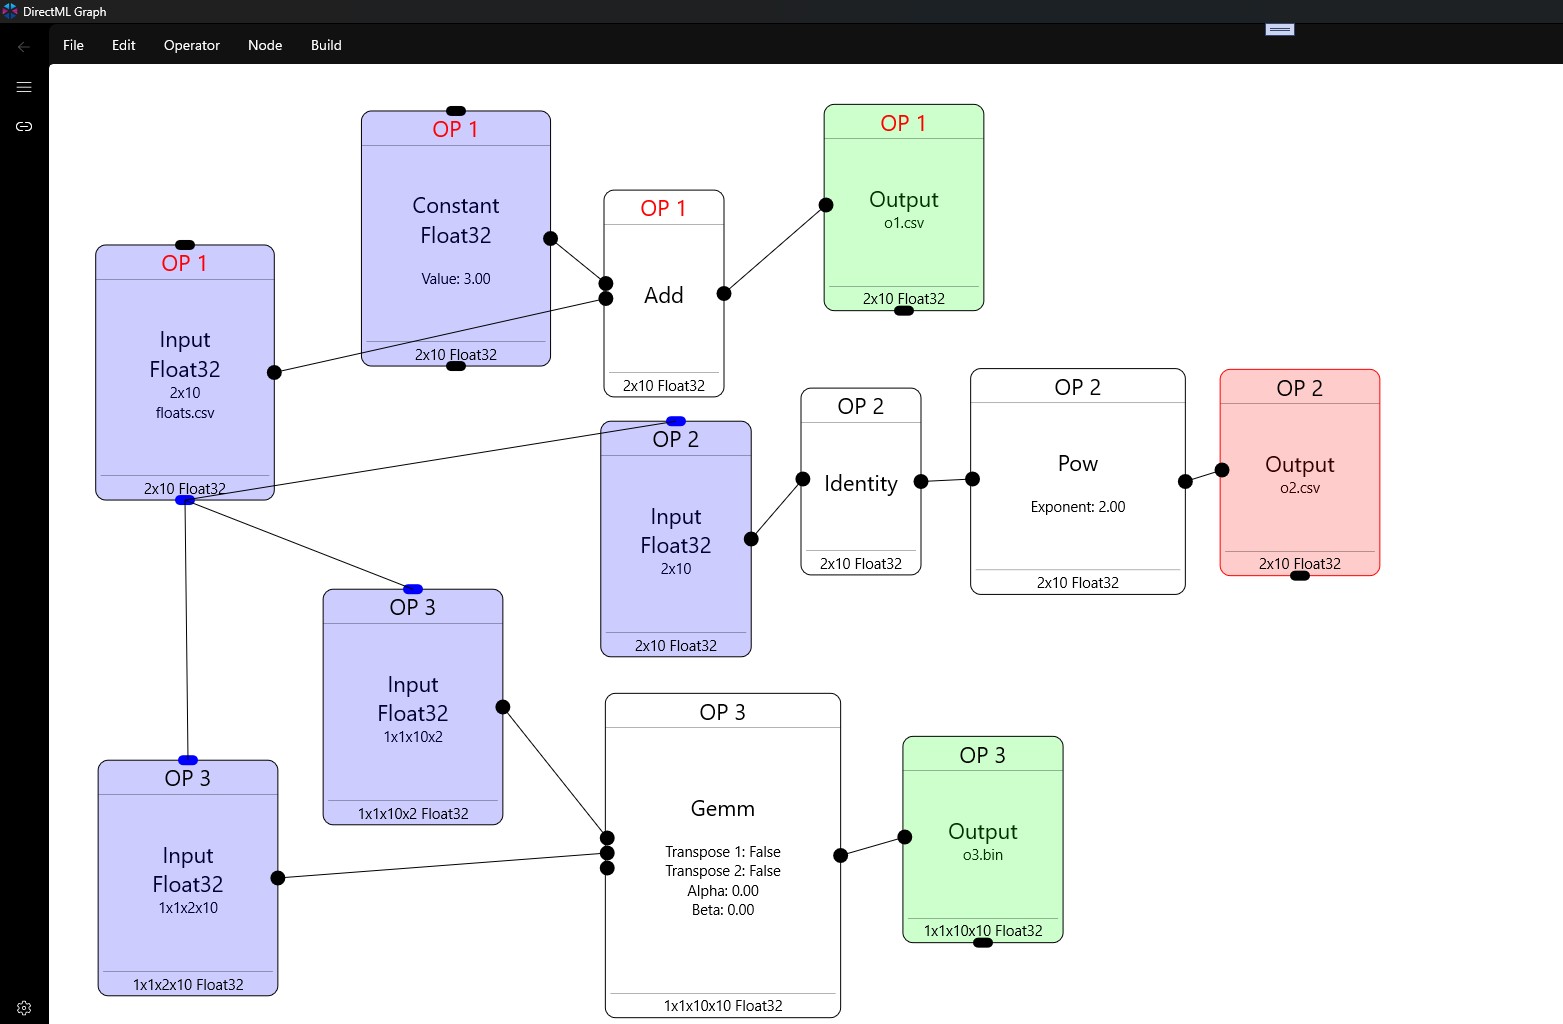 DirectML Graph
File Edit Operator Node Build
OP 1
Constant
Float32
Value: 3.00
2x10 Float32
OP 1
Output
o1.csv
2x10 Float32
OP 1
Add
2x10 Float32
OP 1
Input
Float32
2x10
floats.csv
2x10 Float32
OP 2
Input
Float32
2x10
2x10 Float32
OP 2
Identity
2x10 Float32
OP 2
Pow
Exponent: 2.00
2x10 Float32
OP 2
Output
o2.csv
2x10 Float32
OP 3
Input
Float32
1x1x10x2
1x1x10x2 Float32
OP 3
Input
Float32
1x1x2x10
1x1x2x10 Float32
OP 3
Gemm
Transpose 1: False
Transpose 2: False
Alpha: 0.00
Beta: 0.00
1x1x10x10 Float32
OP 3
Output
o3.bin
1x1x10x10 Float32